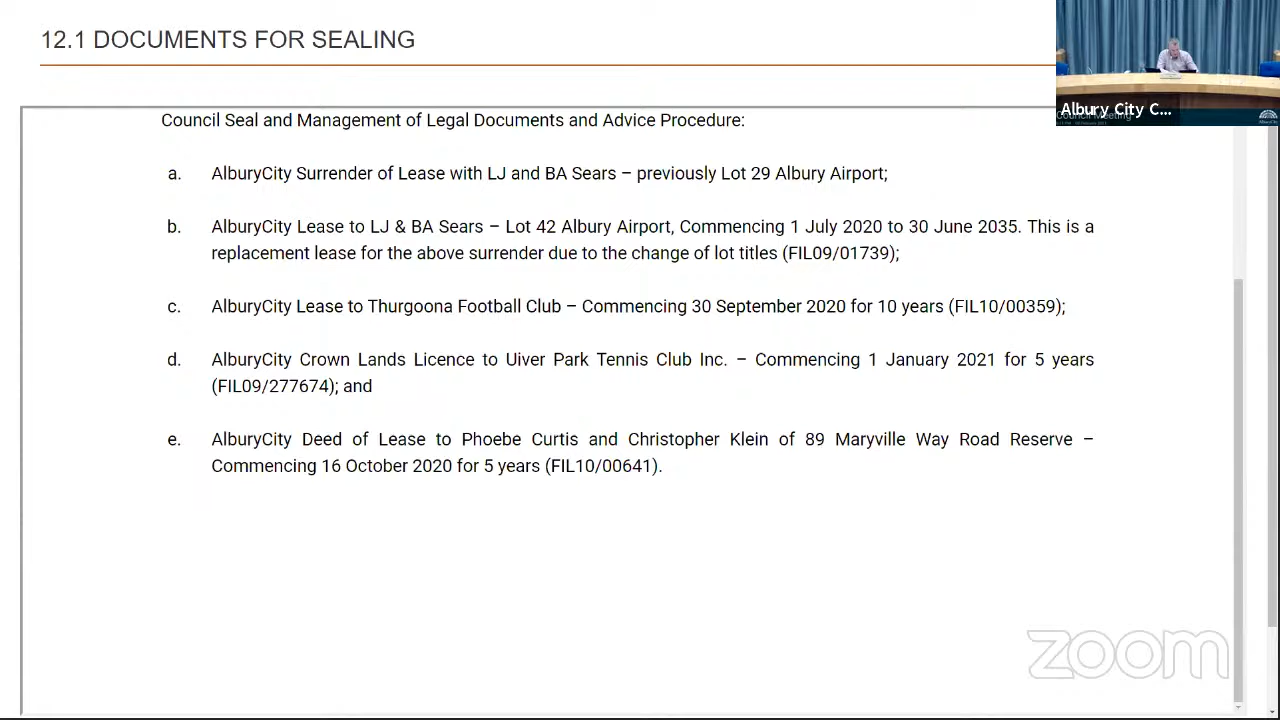 12.1 DOCUMENTS FOR SEALING
Albury City C...
Council Meeting
Council Seal and Management of Legal Documents and Advice Procedure:
a. AlburyCity Surrender of Lease with LJ and BA Sears – previously Lot 29 Albury Airport;
b. AlburyCity Lease to LJ & BA Sears – Lot 42 Albury Airport, Commencing 1 July 2020 to 30 June 2035. This is a
replacement lease for the above surrender due to the change of lot titles (FIL09/01739);
c. AlburyCity Lease to Thurgoona Football Club – Commencing 30 September 2020 for 10 years (FIL10/00359);
d. AlburyCity Crown Lands Licence to Uiver Park Tennis Club Inc. – Commencing 1 January 2021 for 5 years
(FIL09/277674); and
e. AlburyCity Deed of Lease to Phoebe Curtis and Christopher Klein of 89 Maryville Way Road Reserve –
Commencing 16 October 2020 for 5 years (FIL10/00641).
zoom